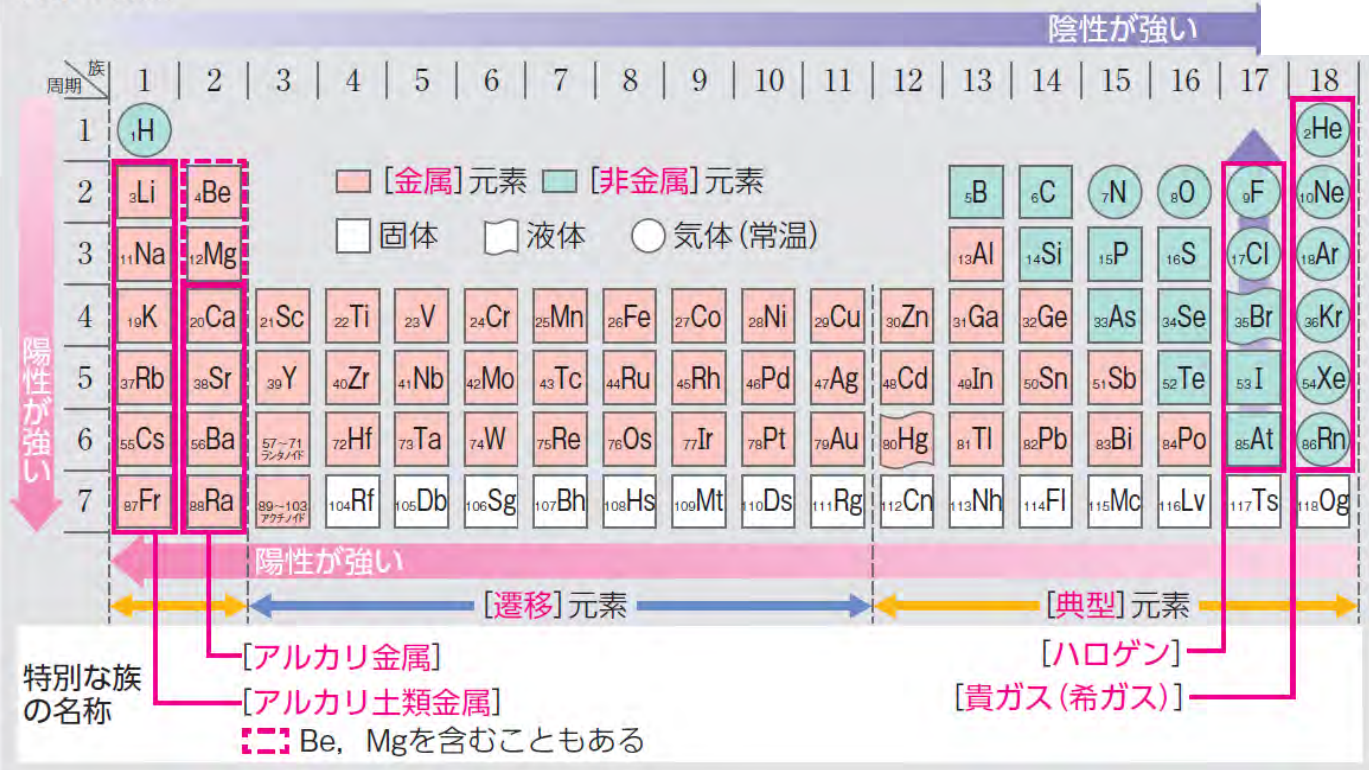 陰性が強い
族
周期
1 2 3 4 5 6 7 8 9 10 11 12 13 14 15 16 17 18
1 ₁H ₂He
2 ₃Li ₄Be [金属]元素 [非金属]元素 ₅B ₆C ₇N ₈O ₉F ₁₀Ne
固体 液体 気体(常温)
3 ₁₁Na ₁₂Mg ₁₃Al ₁₄Si ₁₅P ₁₆S ₁₇Cl ₁₈Ar
4 ₁₉K ₂₀Ca ₂₁Sc ₂₂Ti ₂₃V ₂₄Cr ₂₅Mn ₂₆Fe ₂₇Co ₂₈Ni ₂₉Cu ₃₀Zn ₃₁Ga ₃₂Ge ₃₃As ₃₄Se ₃₅Br ₃₆Kr
5 ₃₇Rb ₃₈Sr ₃₉Y ₄₀Zr ₄₁Nb ₄₂Mo ₄₃Tc ₄₄Ru ₄₅Rh ₄₆Pd ₄₇Ag ₄₈Cd ₄₉In ₅₀Sn ₅₁Sb ₅₂Te ₅₃I ₅₄Xe
6 ₅₅Cs ₅₆Ba 57～71 ランタノイド ₇₂Hf ₇₃Ta ₇₄W ₇₅Re ₇₆Os ₇₇Ir ₇₈Pt ₇₉Au ₈₀Hg ₈₁Tl ₈₂Pb ₈₃Bi ₈₄Po ₈₅At ₈₆Rn
7 ₈₇Fr ₈₈Ra 89～103 アクチノイド ₁₀₄Rf ₁₀₅Db ₁₀₆Sg ₁₀₇Bh ₁₀₈Hs ₁₀₉Mt ₁₁₀Ds ₁₁₁Rg ₁₁₂Cn ₁₁₃Nh ₁₁₄Fl ₁₁₅Mc ₁₁₆Lv ₁₁₇Ts ₁₁₈Og
陽性が強い
陽性が強い
[遷移]元素 [典型]元素
特別な族
の名称
[アルカリ金属]
[アルカリ土類金属]
Be，Mgを含むこともある
[ハロゲン]
[貴ガス(希ガス)]